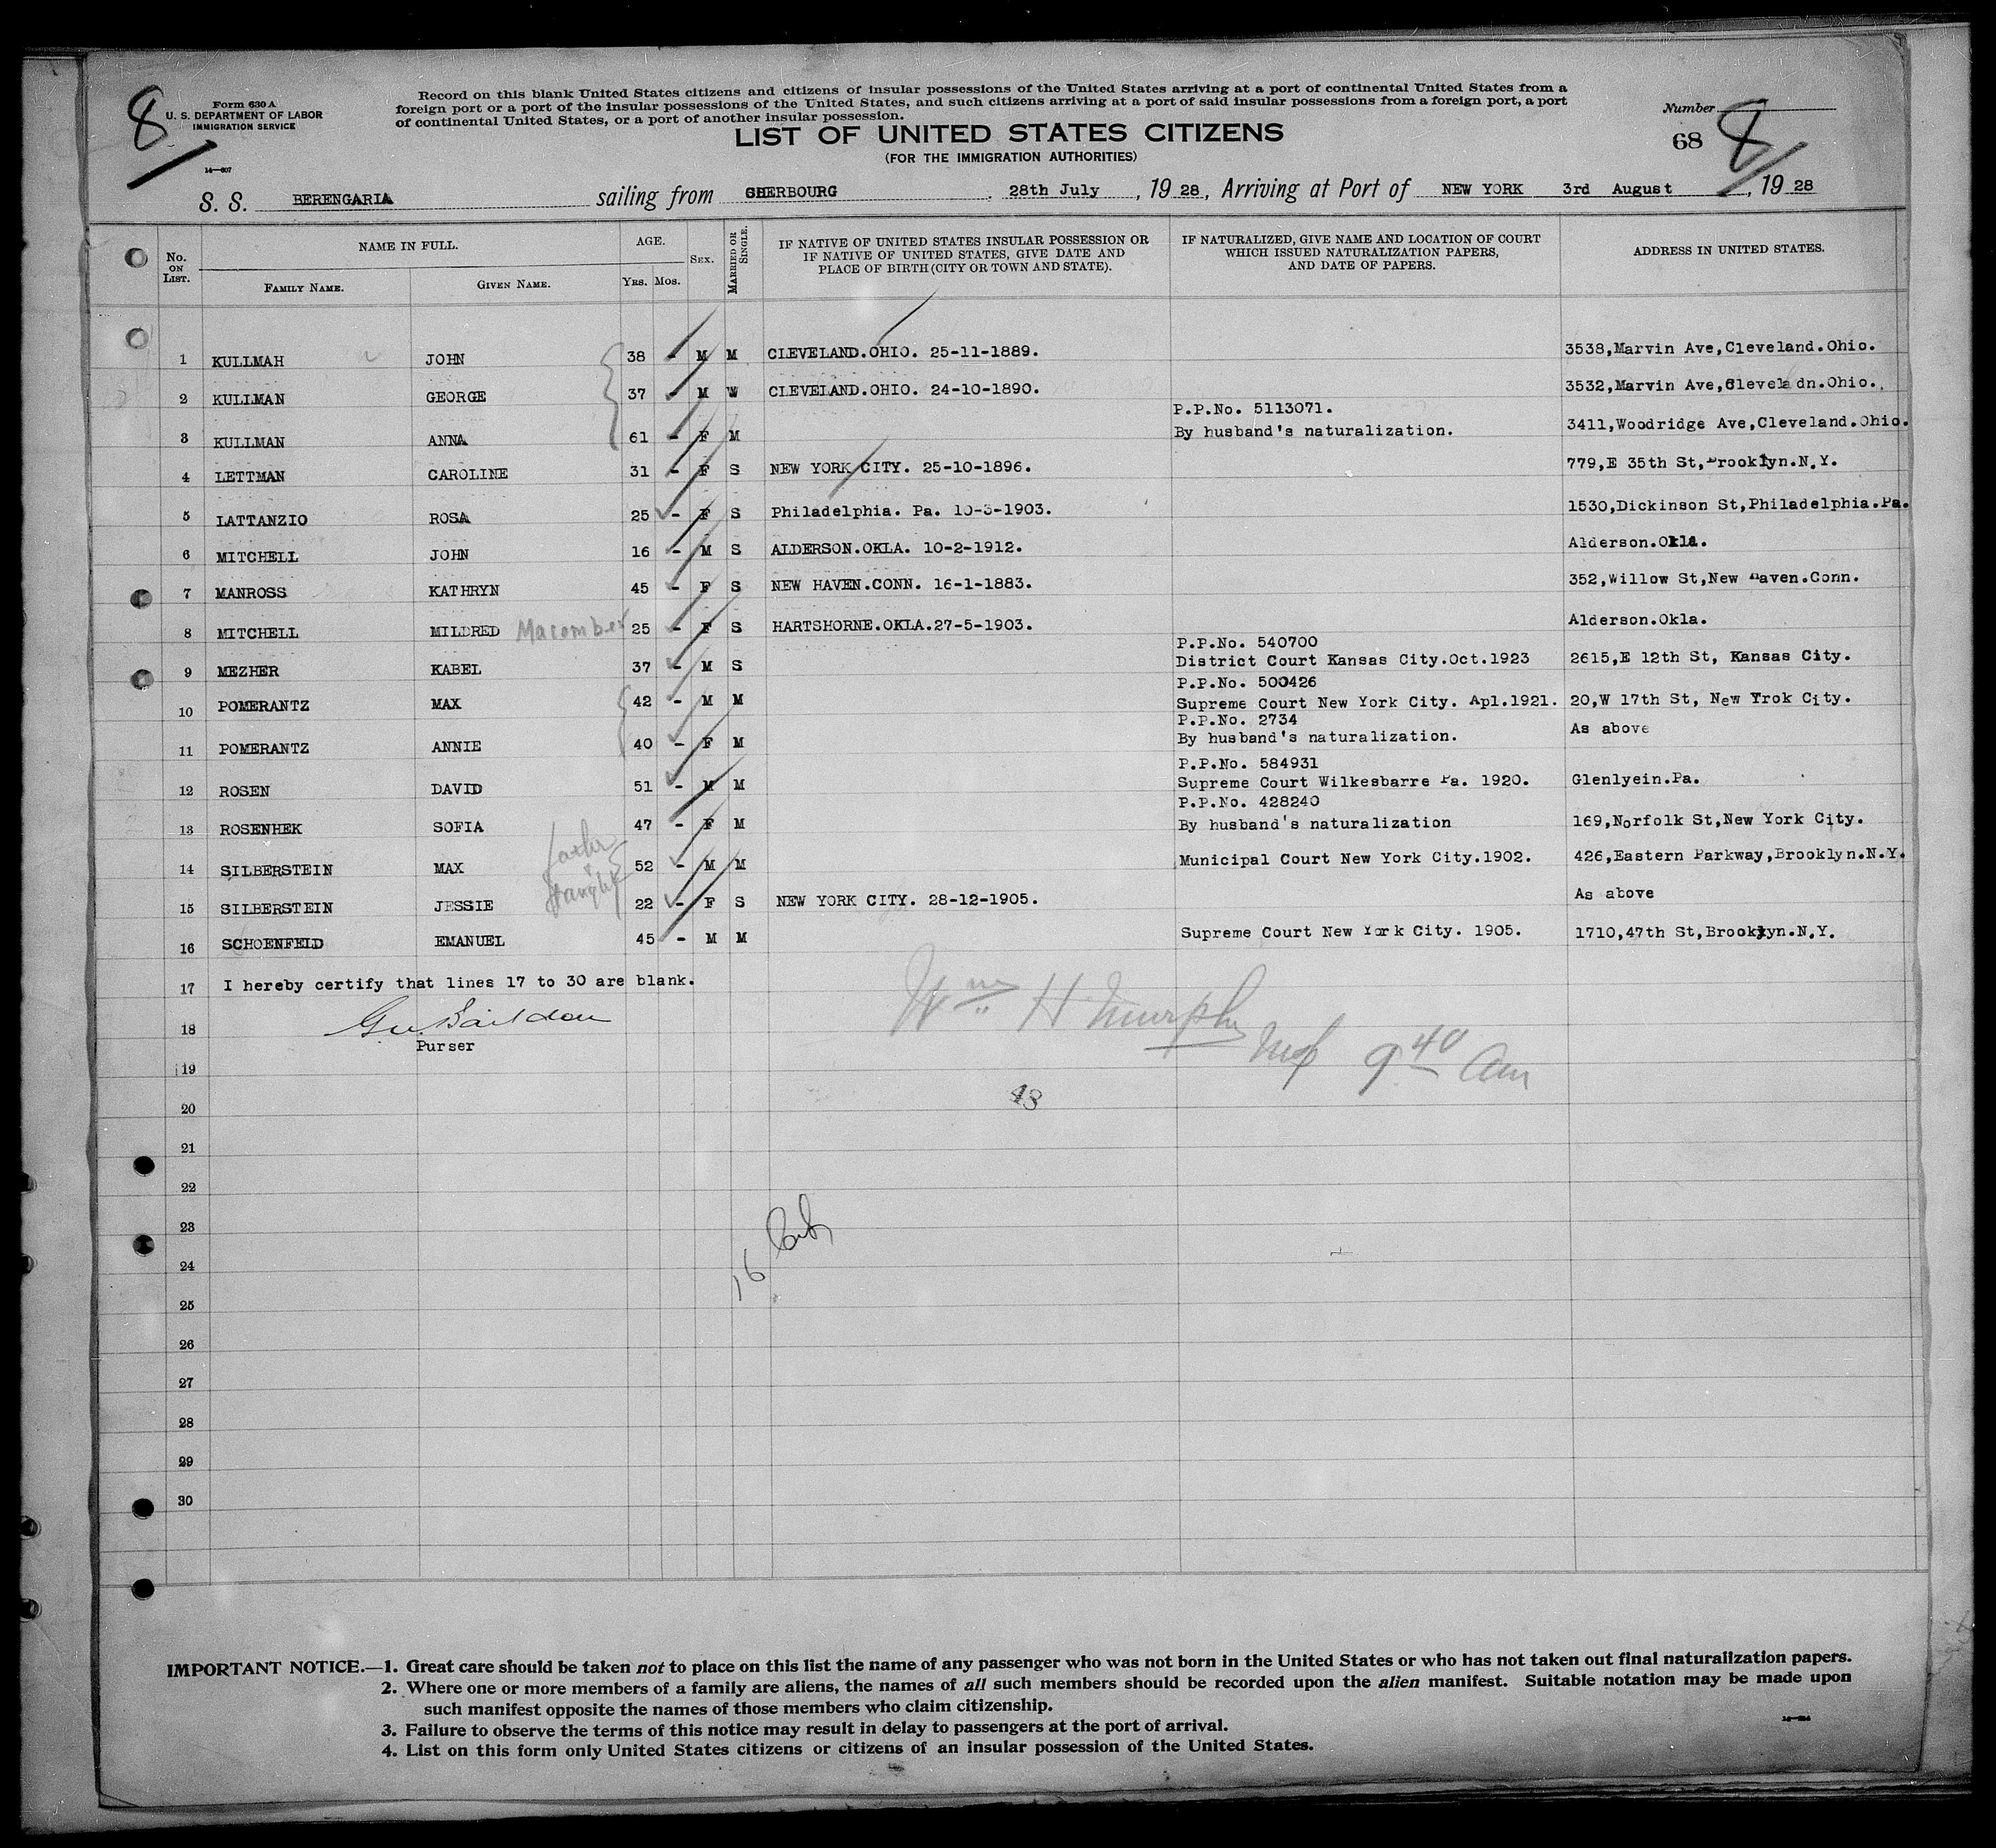 8
Form 630 A
U. S. DEPARTMENT OF LABOR
IMMIGRATION SERVICE
14—607
Record on this blank United States citizens and citizens of insular possessions of the United States arriving at a port of continental United States from a
foreign port or a port of the insular possessions of the United States, and such citizens arriving at a port of said insular possessions from a foreign port, a port
of continental United States, or a port of another insular possession.
Number
68 8
LIST OF UNITED STATES CITIZENS
(FOR THE IMMIGRATION AUTHORITIES)
S. S. BERENGARIA sailing from CHERBOURG, 28th July, 1928, Arriving at Port of NEW YORK 3rd August, 1928
No. ON LIST. NAME IN FULL. FAMILY NAME. GIVEN NAME. AGE. YRS. MOS. SEX. MARRIED OR SINGLE. IF NATIVE OF UNITED STATES INSULAR POSSESSION OR IF NATIVE OF UNITED STATES, GIVE DATE AND PLACE OF BIRTH (CITY OR TOWN AND STATE). IF NATURALIZED, GIVE NAME AND LOCATION OF COURT WHICH ISSUED NATURALIZATION PAPERS, AND DATE OF PAPERS. ADDRESS IN UNITED STATES.
1 KULLMAH JOHN 38 - M M CLEVELAND.OHIO. 25-11-1889. 3538,Marvin Ave,Cleveland.Ohio.
2 KULLMAN GEORGE 37 - M W CLEVELAND.OHIO. 24-10-1890. 3532,Marvin Ave,Cleveladn.Ohio.
P.P.No. 5113071.
3 KULLMAN ANNA 61 - F M By husband's naturalization. 3411,Woodridge Ave,Cleveland.Ohio.
4 LETTMAN CAROLINE 31 - F S NEW YORK CITY. 25-10-1896. 779,E 35th St,Brooklyn.N.Y.
5 LATTANZIO ROSA 25 - F S Philadelphia. Pa. 10-3-1903. 1530,Dickinson St,Philadelphia.Pa.
6 MITCHELL JOHN 16 - M S ALDERSON.OKLA. 10-2-1912. Alderson.Okla.
7 MANROSS KATHRYN 45 - F S NEW HAVEN.CONN. 16-1-1883. 352,Willow St,New Haven.Conn.
8 MITCHELL MILDRED Macomber 25 - F S HARTSHORNE.OKLA.27-5-1903. Alderson.Okla.
P.P.No. 540700
9 MEZHER KABEL 37 - M S District Court Kansas City.Oct.1923 2615,E 12th St, Kansas City.
P.P.No. 500426
10 POMERANTZ MAX 42 - M M Supreme Court New York City. Apl.1921. 20,W 17th St, New Yrok City.
P.P.No. 2734
11 POMERANTZ ANNIE 40 - F M By husband's naturalization. As above
P.P.No. 584931
12 ROSEN DAVID 51 - M M Supreme Court Wilkesbarre Pa. 1920. Glenlyein.Pa.
P.P.No. 428240
13 ROSENHEK SOFIA 47 - F M By husband's naturalization 169,Norfolk St,New York City.
14 SILBERSTEIN MAX 52 - M M Municipal Court New York City.1902. 426,Eastern Parkway,Brooklyn.N.Y.
15 SILBERSTEIN JESSIE 22 - F S NEW YORK CITY. 28-12-1905. As above
16 SCHOENFELD EMANUEL 45 - M M Supreme Court New York City. 1905. 1710,47th St,Brooklyn.N.Y.
17 I hereby certify that lines 17 to 30 are blank.
18 Purser
Wm H Murphy
9 40 am
19
20
43
21
22
23
24
16
25
26
27
28
29
30
IMPORTANT NOTICE.—1. Great care should be taken not to place on this list the name of any passenger who was not born in the United States or who has not taken out final naturalization papers.
2. Where one or more members of a family are aliens, the names of all such members should be recorded upon the alien manifest. Suitable notation may be made upon
such manifest opposite the names of those members who claim citizenship.
3. Failure to observe the terms of this notice may result in delay to passengers at the port of arrival.
4. List on this form only United States citizens or citizens of an insular possession of the United States.